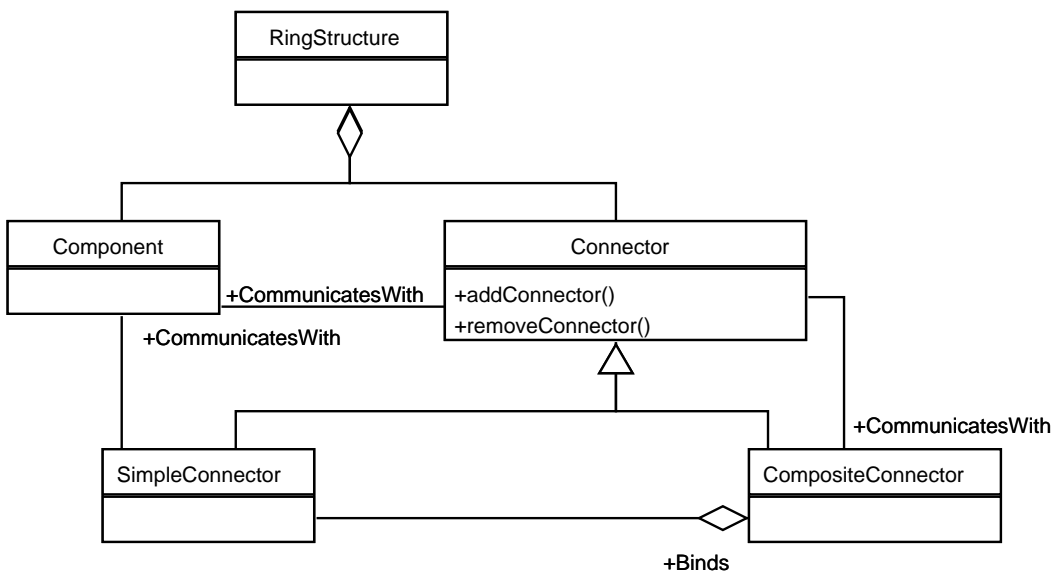 RingStructure
Component
Connector
+CommunicatesWith
+addConnector()
+removeConnector()
+CommunicatesWith
+CommunicatesWith
SimpleConnector
CompositeConnector
+Binds